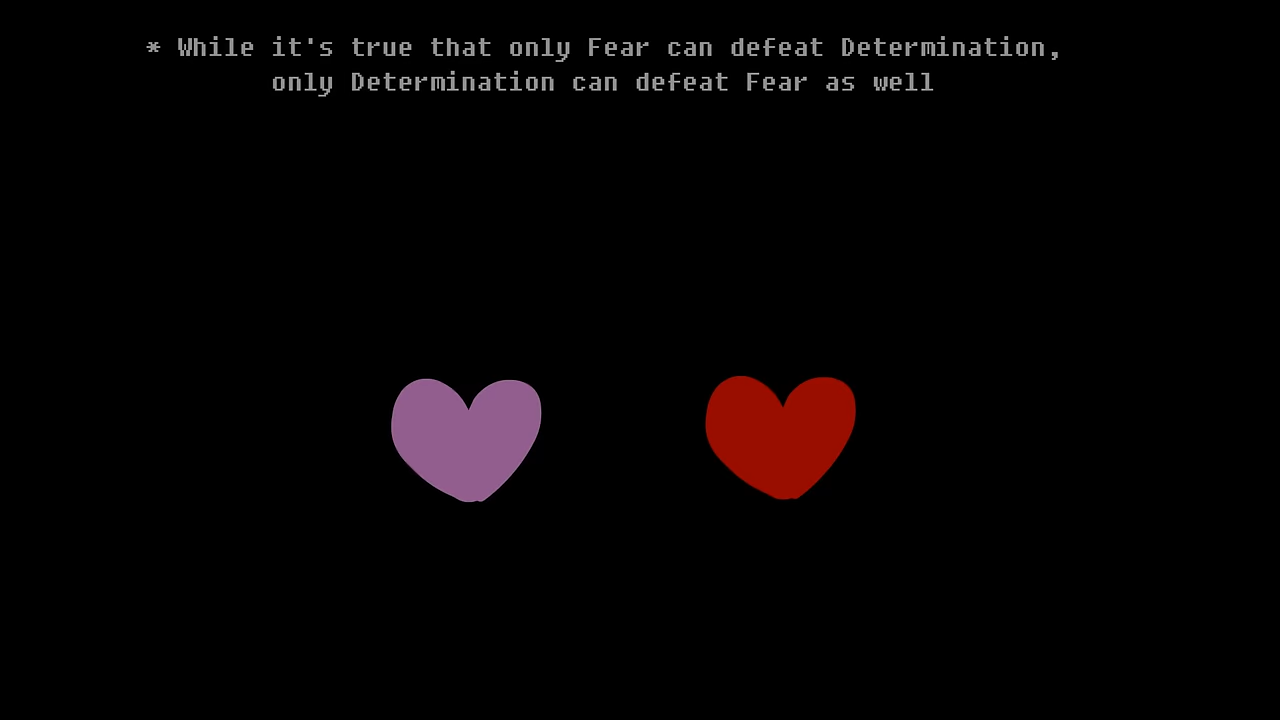 * While it's true that only Fear can defeat Determination,
only Determination can defeat Fear as well